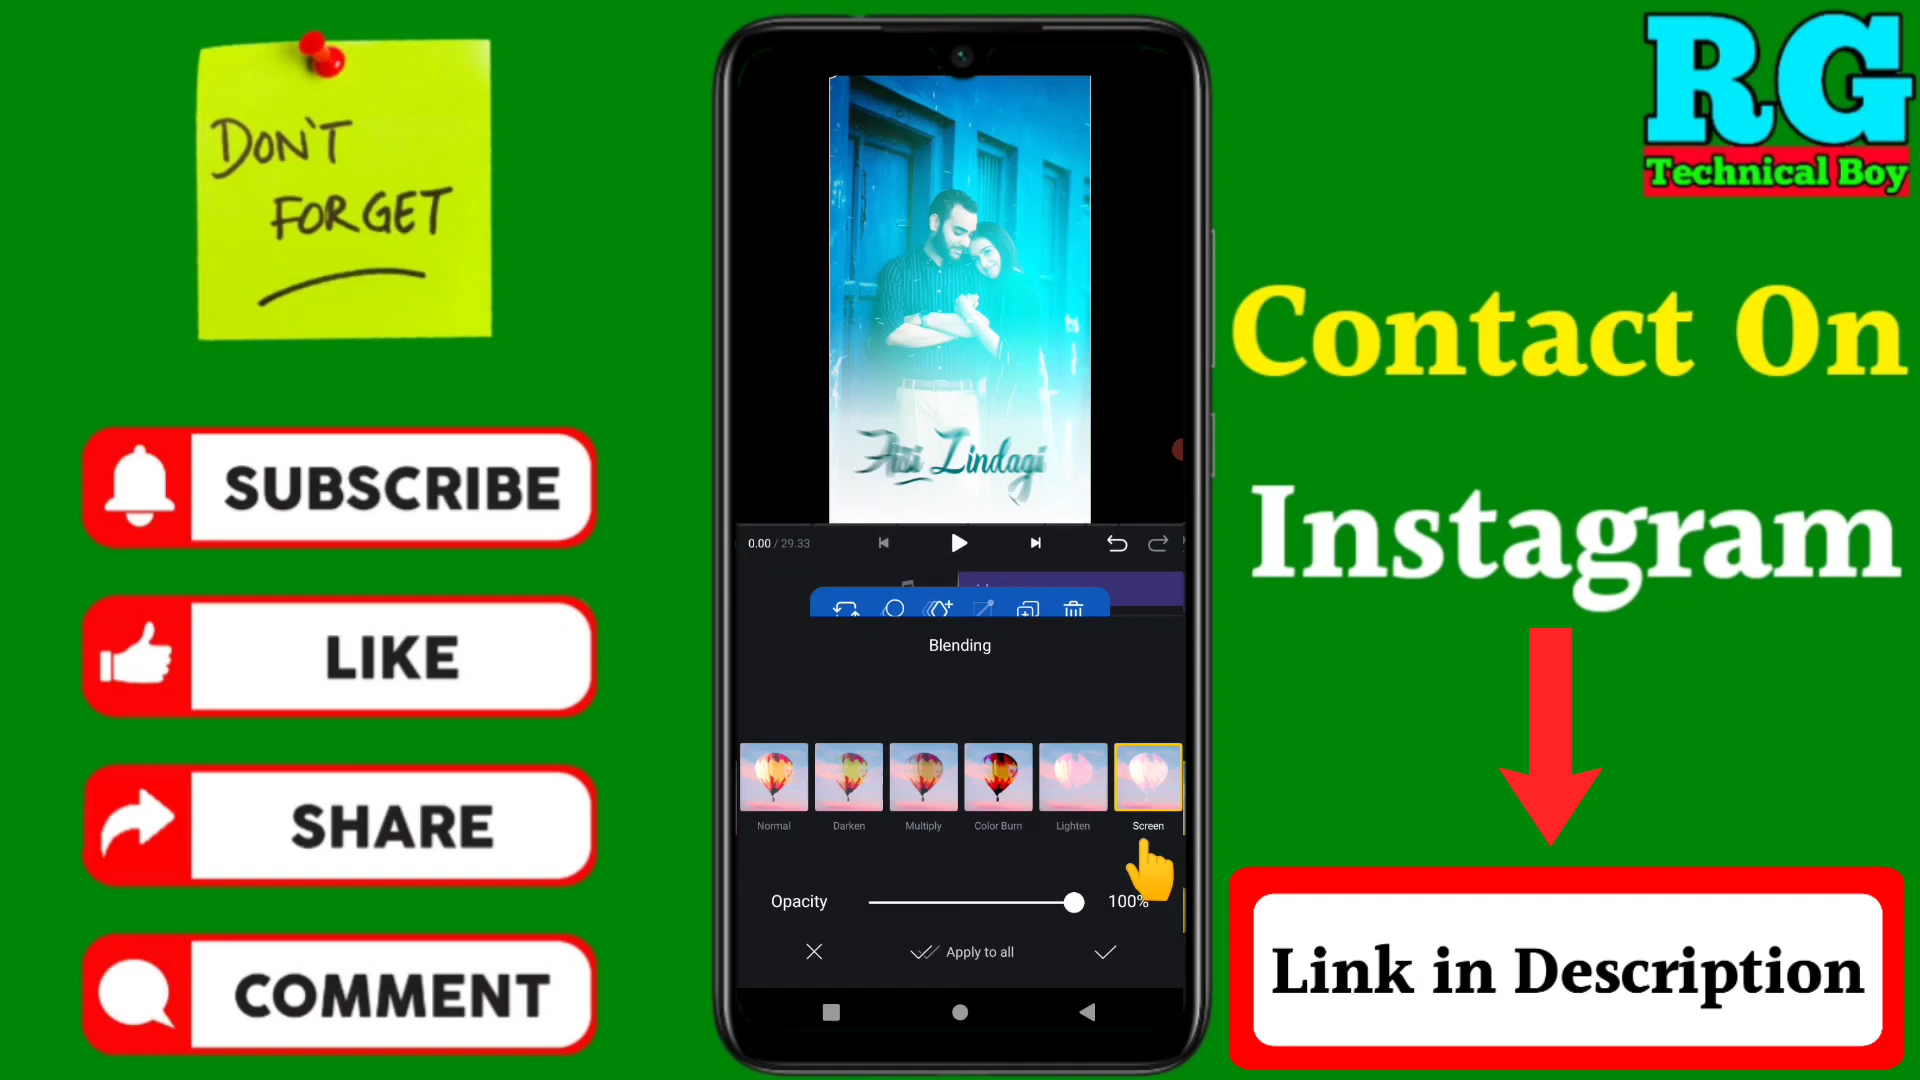 DON'T
FORGET
SUBSCRIBE
LIKE
SHARE
COMMENT
Zindagi
0.00 / 29.33
Blending
Normal
Darken
Multiply
Color Burn
Lighten
Screen
Opacity
100%
Apply to all
RG
Technical Boy
Contact On
Instagram
Link in Description